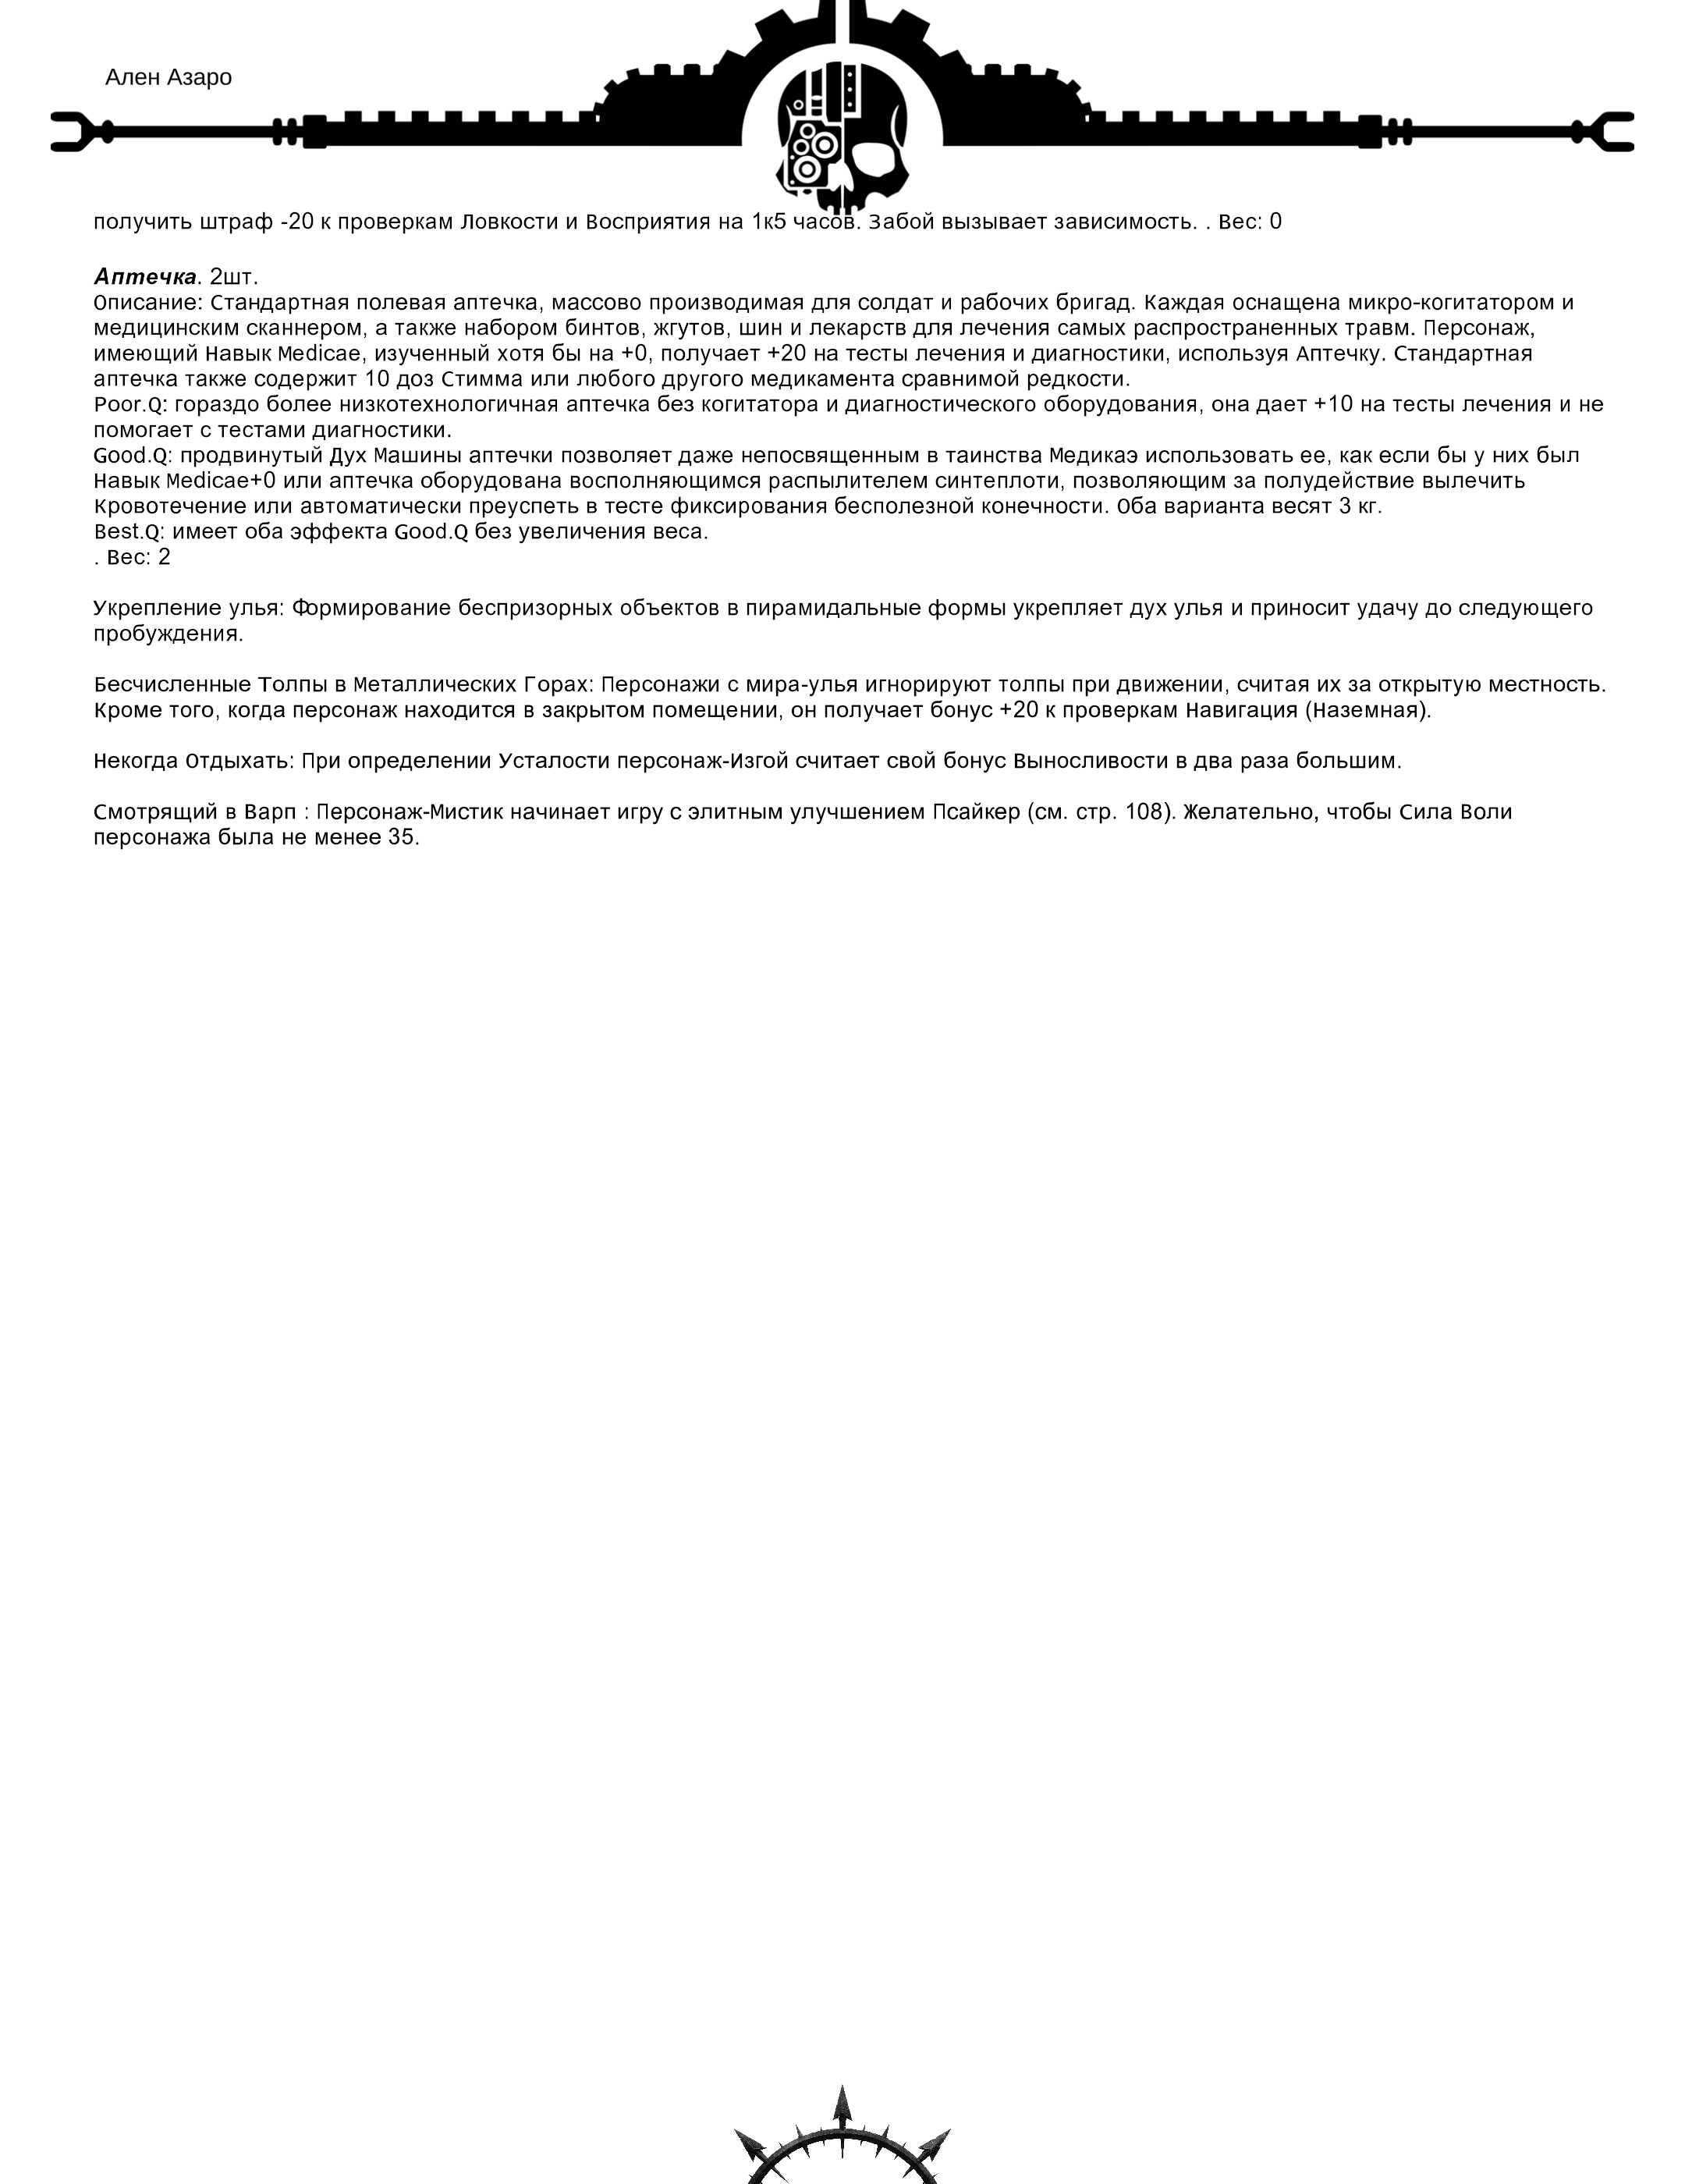 Ален Азаро
получить штраф -20 к проверкам Ловкости и Восприятия на 1к5 часов. Забой вызывает зависимость. . Вес: 0
Аптечка. 2шт.
Описание: Стандартная полевая аптечка, массово производимая для солдат и рабочих бригад. Каждая оснащена микро-когитатором и
медицинским сканнером, а также набором бинтов, жгутов, шин и лекарств для лечения самых распространенных травм. Персонаж,
имеющий Навык Medicae, изученный хотя бы на +0, получает +20 на тесты лечения и диагностики, используя Аптечку. Стандартная
аптечка также содержит 10 доз Стимма или любого другого медикамента сравнимой редкости.
Poor.Q: гораздо более низкотехнологичная аптечка без когитатора и диагностического оборудования, она дает +10 на тесты лечения и не
помогает с тестами диагностики.
Good.Q: продвинутый Дух Машины аптечки позволяет даже непосвященным в таинства Медикаэ использовать ее, как если бы у них был
Навык Medicae+0 или аптечка оборудована восполняющимся распылителем синтеплоти, позволяющим за полудействие вылечить
Кровотечение или автоматически преуспеть в тесте фиксирования бесполезной конечности. Оба варианта весят 3 кг.
Best.Q: имеет оба эффекта Good.Q без увеличения веса.
. Вес: 2
Укрепление улья: Формирование беспризорных объектов в пирамидальные формы укрепляет дух улья и приносит удачу до следующего
пробуждения.
Бесчисленные Толпы в Металлических Горах: Персонажи с мира-улья игнорируют толпы при движении, считая их за открытую местность.
Кроме того, когда персонаж находится в закрытом помещении, он получает бонус +20 к проверкам Навигация (Наземная).
Некогда Отдыхать: При определении Усталости персонаж-Изгой считает свой бонус Выносливости в два раза большим.
Смотрящий в Варп : Персонаж-Мистик начинает игру с элитным улучшением Псайкер (см. стр. 108). Желательно, чтобы Сила Воли
персонажа была не менее 35.